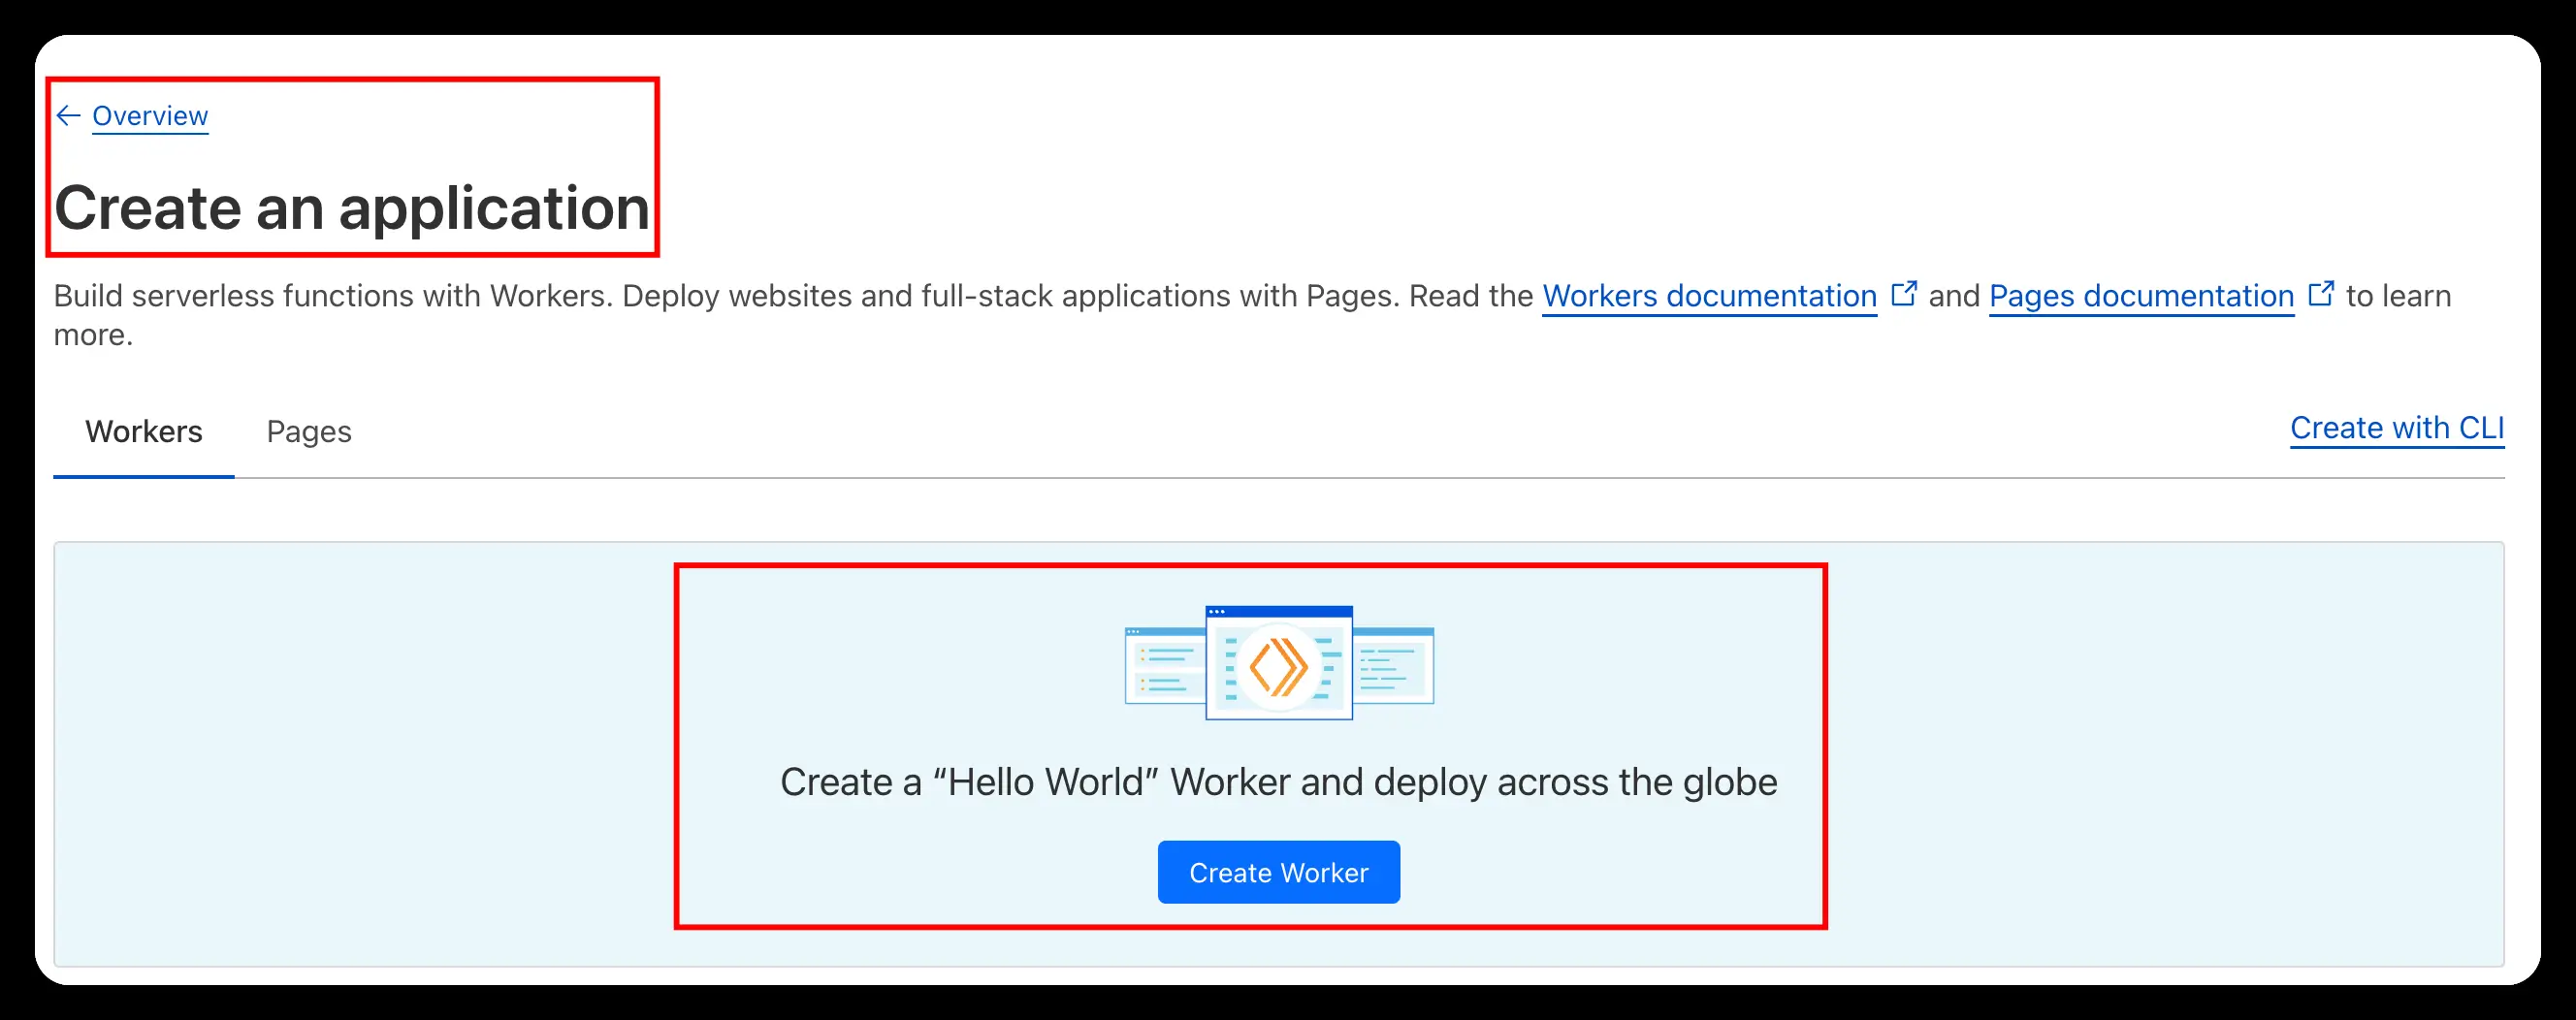 ← Overview
Create an application
Build serverless functions with Workers. Deploy websites and full-stack applications with Pages. Read the Workers documentation and Pages documentation to learn
more.
Workers Pages Create with CLI
Create a “Hello World” Worker and deploy across the globe
Create Worker